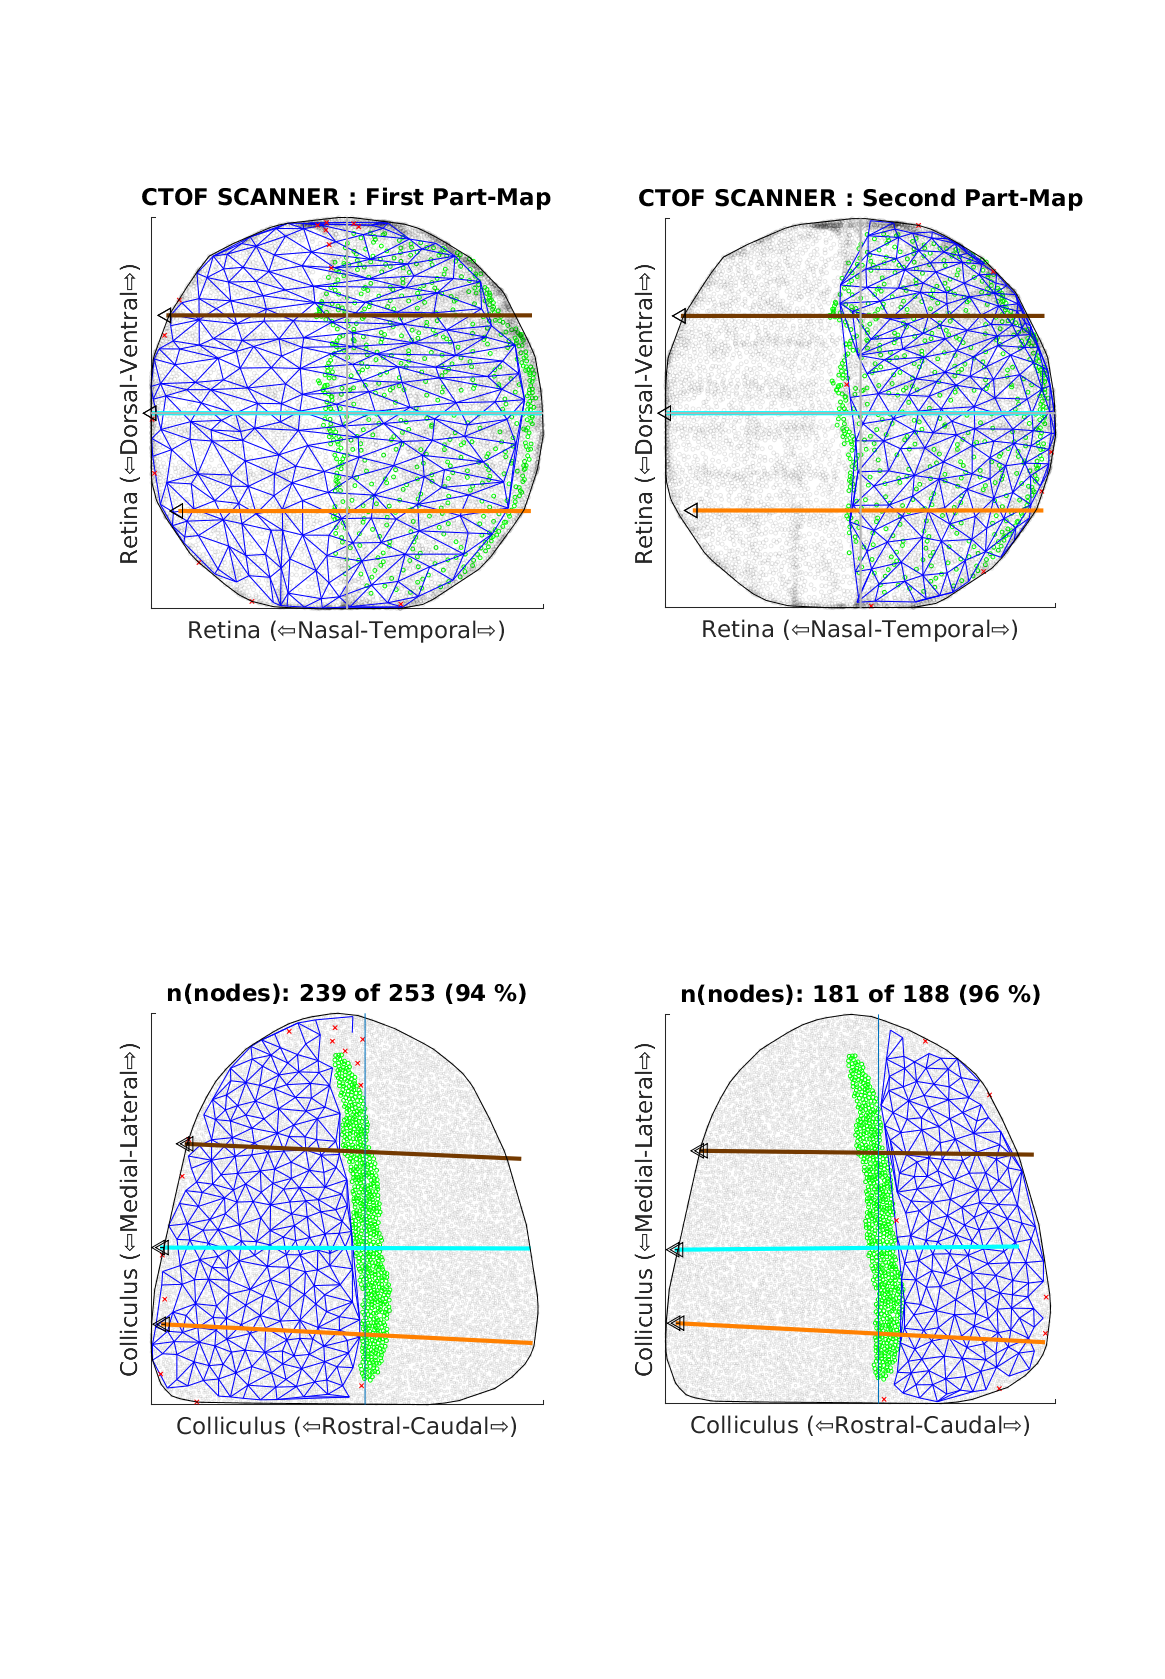 CTOF SCANNER : First Part-Map
CTOF SCANNER : Second Part-Map
Retina (⇦Dorsal-Ventral⇨)
Retina (⇦Nasal-Temporal⇨)
Retina (⇦Dorsal-Ventral⇨)
Retina (⇦Nasal-Temporal⇨)
n(nodes): 239 of 253 (94 %)
n(nodes): 181 of 188 (96 %)
Colliculus (⇦Medial-Lateral⇨)
Colliculus (⇦Rostral-Caudal⇨)
Colliculus (⇦Medial-Lateral⇨)
Colliculus (⇦Rostral-Caudal⇨)